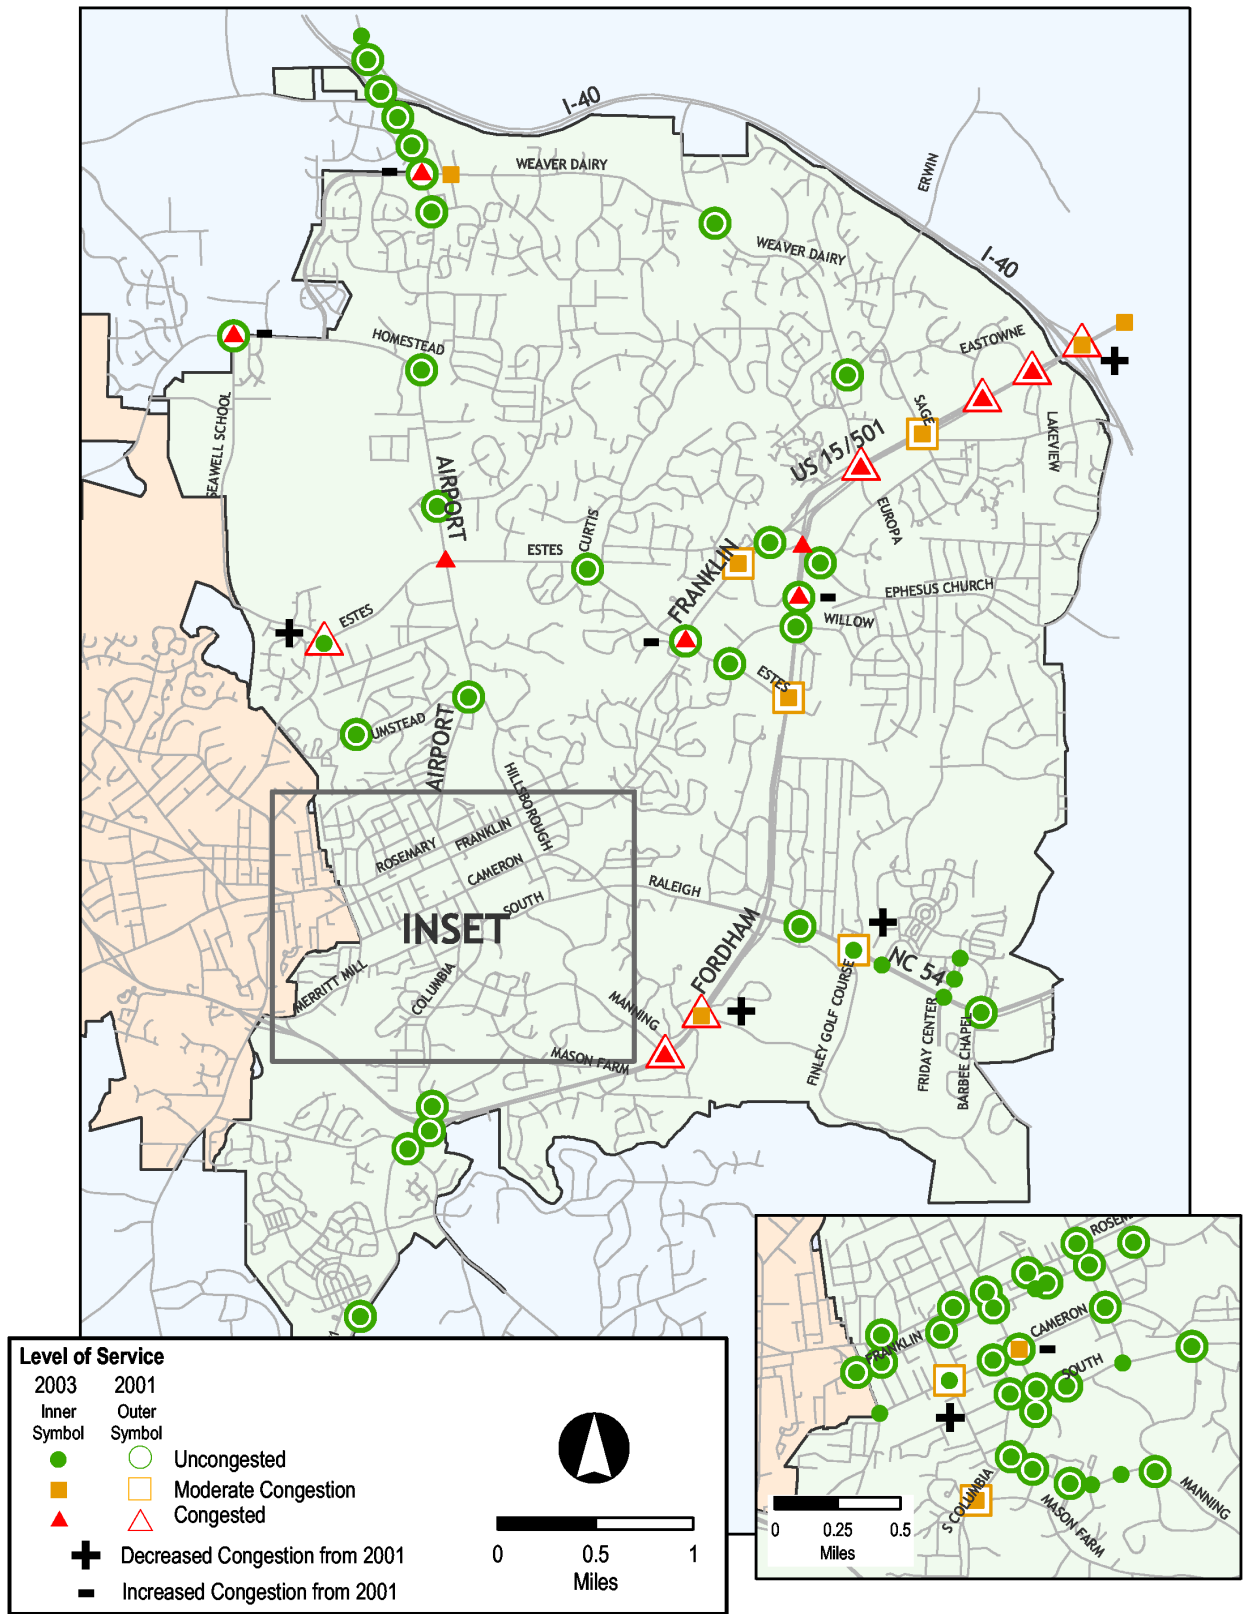 I-40
WEAVER DAIRY
ERWIN
WEAVER DAIRY
I-40
HOMESTEAD
EASTOWNE
SEAWELL SCHOOL
SAGE
LAKEVIEW
US 15/501
AIRPORT
EUROPA
CURTIS
ESTES
FRANKLIN
EPHESUS CHURCH
ESTES
WILLOW
ESTES
UMSTEAD
AIRPORT
HILLSBOROUGH
FRANKLIN
ROSEMARY
CAMERON
RALEIGH
SOUTH
INSET
FORDHAM
NC 54
MERRITT MILL
COLUMBIA
MANNING
FINLEY GOLF COURSE
FRIDAY CENTER
BARBEE CHAPEL
MASON FARM
CAMERON
FRANKLIN
SOUTH
S COLUMBIA
MASON FARM
MANNING
0 0.25 0.5
Miles
Level of Service
2003 2001
Inner Outer
Symbol Symbol
Uncongested
Moderate Congestion
Congested
Decreased Congestion from 2001
Increased Congestion from 2001
0 0.5 1
Miles